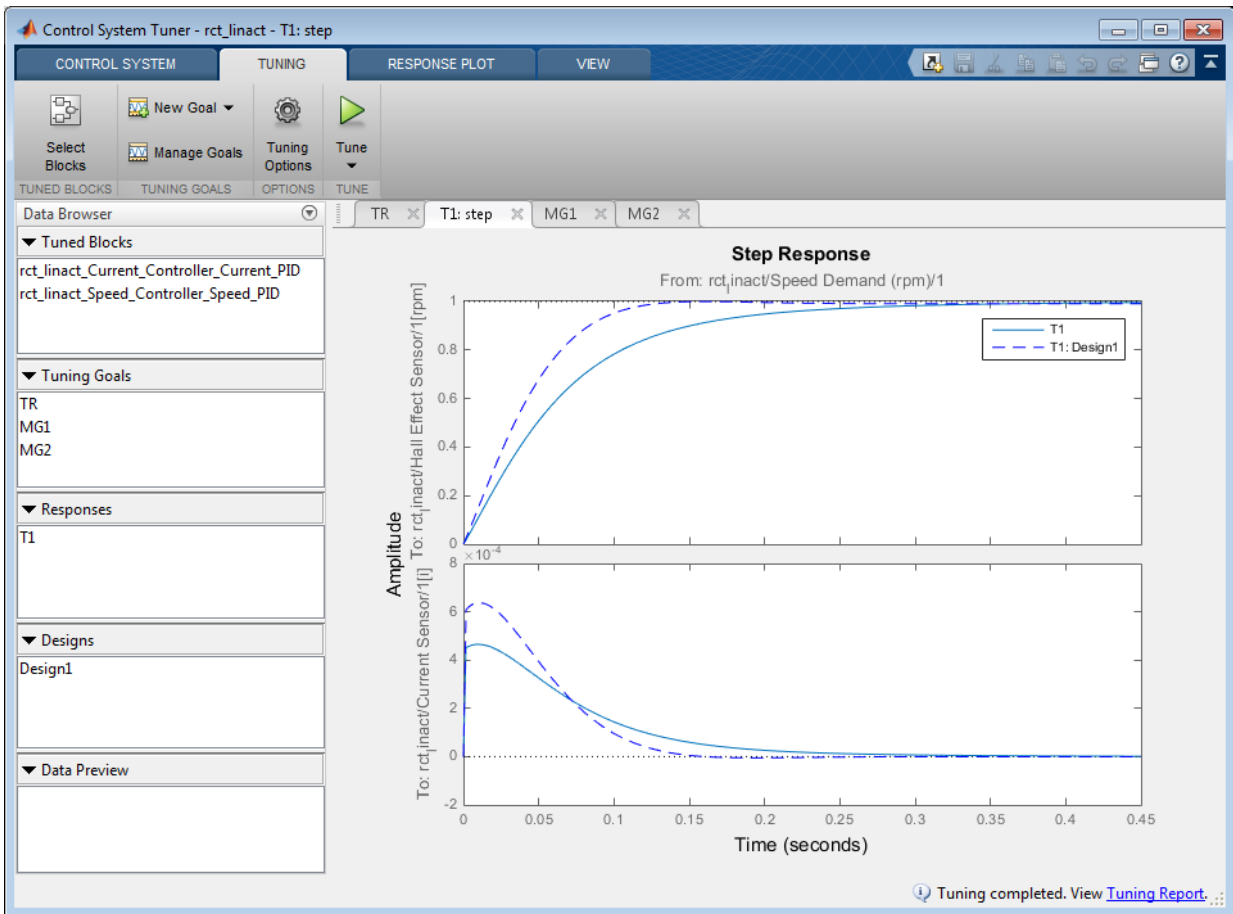 Control System Tuner - rct_linact - T1: step
CONTROL SYSTEM
TUNING
RESPONSE PLOT
VIEW
Select
Blocks
New Goal
Manage Goals
Tuning
Options
Tune
TUNED BLOCKS
TUNING GOALS
OPTIONS
TUNE
Data Browser
Tuned Blocks
rct_linact_Current_Controller_Current_PID
rct_linact_Speed_Controller_Speed_PID
Tuning Goals
TR
MG1
MG2
Responses
T1
Designs
Design1
Data Preview
TR
T1: step
MG1
MG2
Step Response
From: rct_linact/Speed Demand (rpm)/1
To: rct_linact/Hall Effect Sensor/1[rpm]
1
0.8
0.6
0.4
0.2
0
T1
T1: Design1
Amplitude
To: rct_linact/Current Sensor/1[i]
×10-4
8
6
4
2
0
-2
0 0.05 0.1 0.15 0.2 0.25 0.3 0.35 0.4 0.45
Time (seconds)
Tuning completed. View Tuning Report.